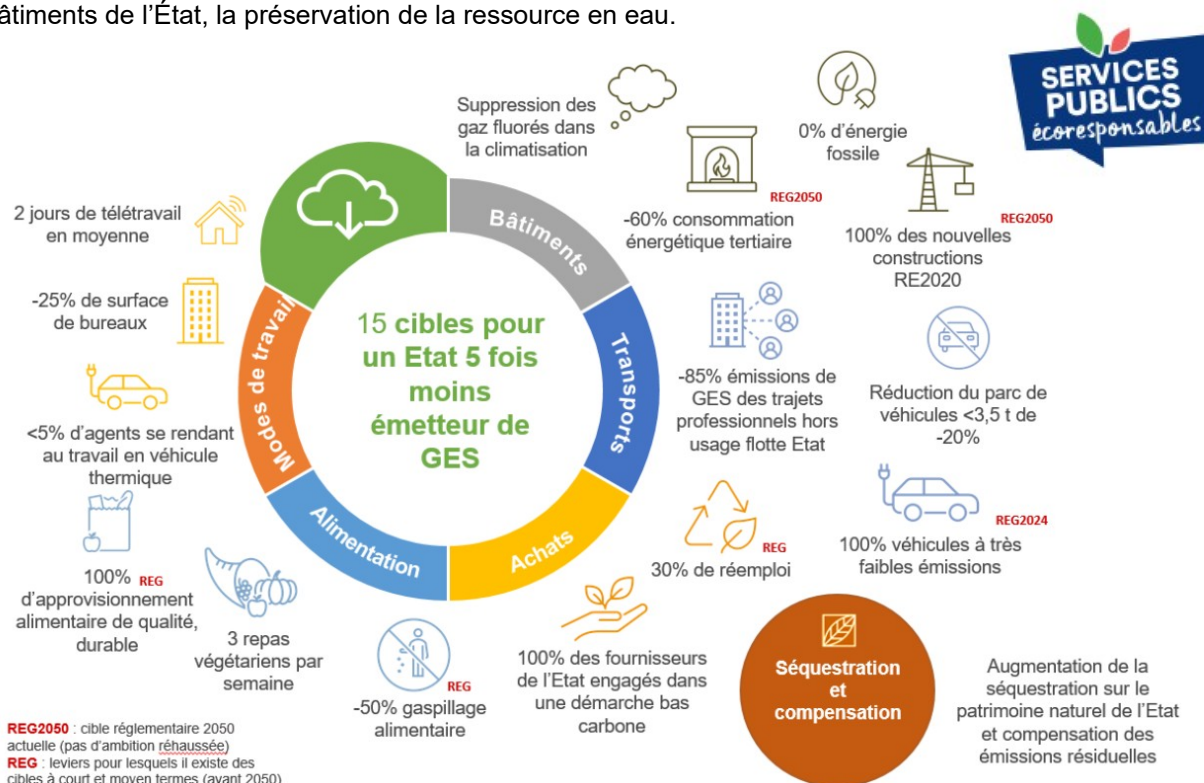 bâtiments de l’État, la préservation de la ressource en eau.
SERVICES
PUBLICS
écoresponsables
Suppression des
gaz fluorés dans
la climatisation
0% d’énergie
fossile
REG2050
-60% consommation
énergétique tertiaire
REG2050
100% des nouvelles
constructions
RE2020
2 jours de télétravail
en moyenne
-25% de surface
de bureaux
<5% d’agents se rendant
au travail en véhicule
thermique
Bâtiments
Transports
Achats
Alimentation
Modes de travail
15 cibles pour
un Etat 5 fois
moins
émetteur de
GES
-85% émissions de
GES des trajets
professionnels hors
usage flotte Etat
Réduction du parc de
véhicules <3,5 t de
-20%
REG2024
100% véhicules à très
faibles émissions
REG
30% de réemploi
100% REG
d’approvisionnement
alimentaire de qualité,
durable
3 repas
végétariens par
semaine
REG
-50% gaspillage
alimentaire
100% des fournisseurs
de l’Etat engagés dans
une démarche bas
carbone
Séquestration
et
compensation
Augmentation de la
séquestration sur le
patrimoine naturel de l’Etat
et compensation des
émissions résiduelles
REG2050 : cible réglementaire 2050
actuelle (pas d’ambition réhaussée)
REG : leviers pour lesquels il existe des
cibles à court et moyen termes (avant 2050)